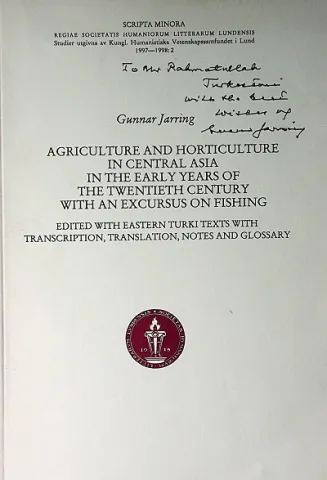 SCRIPTA MINORA
REGIAE SOCIETATIS HUMANIORUM LITTERARUM LUNDENSIS
Studier utgivna av Kungl. Humanistiska Vetenskapssamfundet i Lund
1997—1998: 2
To Mr Rahmatullah
Turkestani
with the best
wishes of
Gunnar Jarring
Gunnar Jarring
AGRICULTURE AND HORTICULTURE
IN CENTRAL ASIA
IN THE EARLY YEARS OF
THE TWENTIETH CENTURY
WITH AN EXCURSUS ON FISHING
EDITED WITH EASTERN TURKI TEXTS WITH
TRANSCRIPTION, TRANSLATION, NOTES AND GLOSSARY